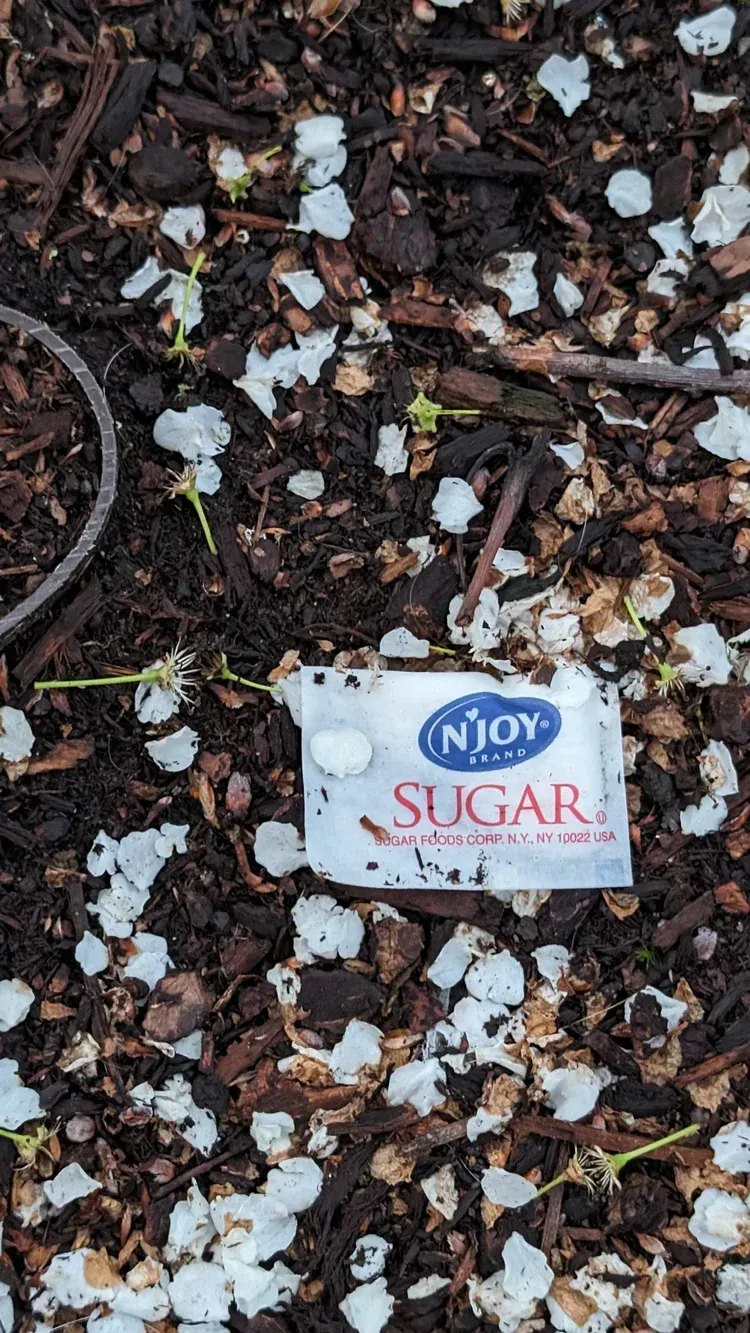 N'JOY®
BRAND
SUGAR
SUGAR FOODS CORP. N.Y., NY 10022 USA